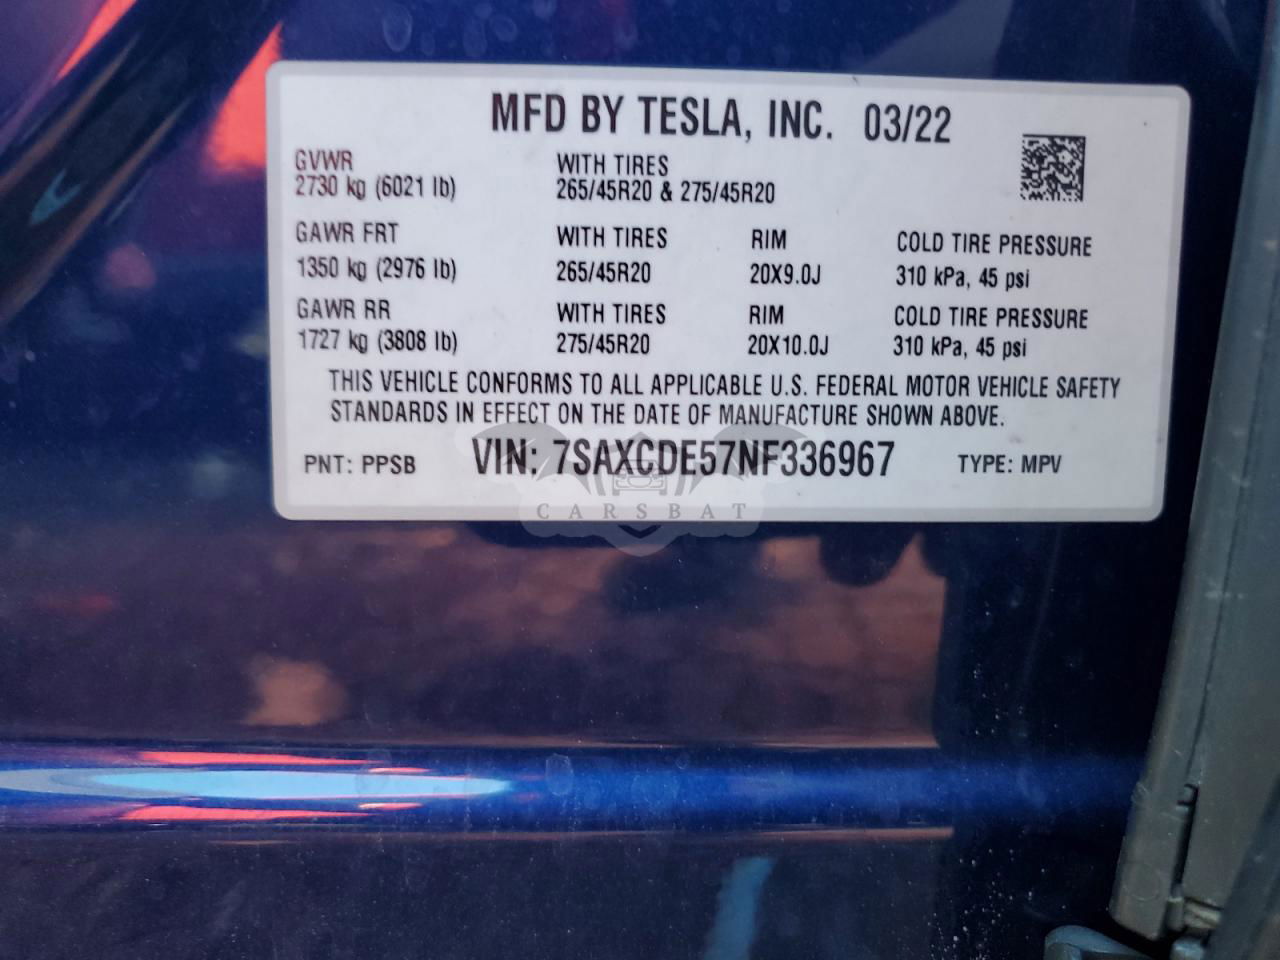 MFD BY TESLA, INC. 03/22
GVWR WITH TIRES
2730 kg (6021 lb) 265/45R20 & 275/45R20
GAWR FRT WITH TIRES RIM COLD TIRE PRESSURE
1350 kg (2976 lb) 265/45R20 20X9.0J 310 kPa, 45 psi
GAWR RR WITH TIRES RIM COLD TIRE PRESSURE
1727 kg (3808 lb) 275/45R20 20X10.0J 310 kPa, 45 psi
THIS VEHICLE CONFORMS TO ALL APPLICABLE U.S. FEDERAL MOTOR VEHICLE SAFETY
STANDARDS IN EFFECT ON THE DATE OF MANUFACTURE SHOWN ABOVE.
PNT: PPSB VIN: 7SAXCDE57NF336967 TYPE: MPV
CARSBAT